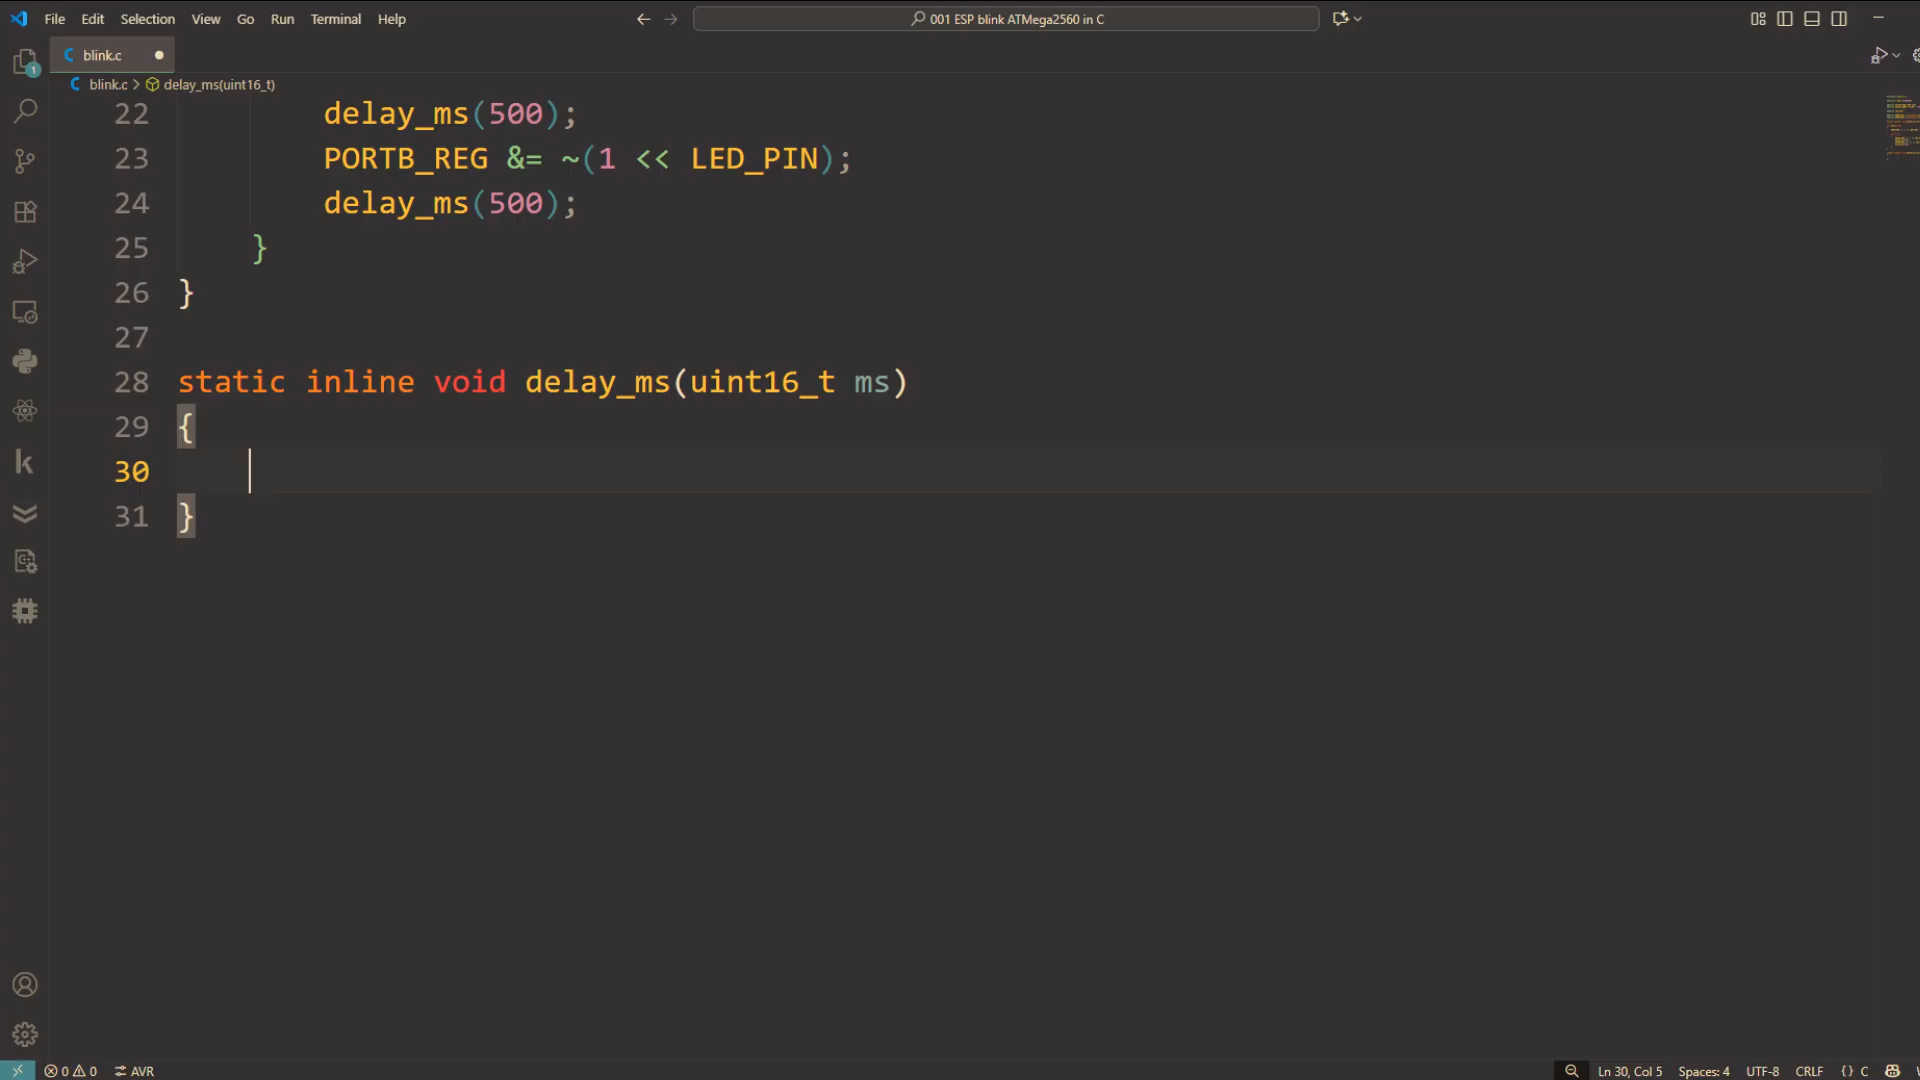 File Edit Selection View Go Run Terminal Help
001 ESP blink ATMega2560 in C
blink.c
blink.c > delay_ms(uint16_t)
22 delay_ms(500);
23 PORTB_REG &= ~(1 << LED_PIN);
24 delay_ms(500);
25 }
26 }
27
28 static inline void delay_ms(uint16_t ms)
29 {
30
31 }
1
0 0 AVR
Ln 30, Col 5 Spaces: 4 UTF-8 CRLF {} C